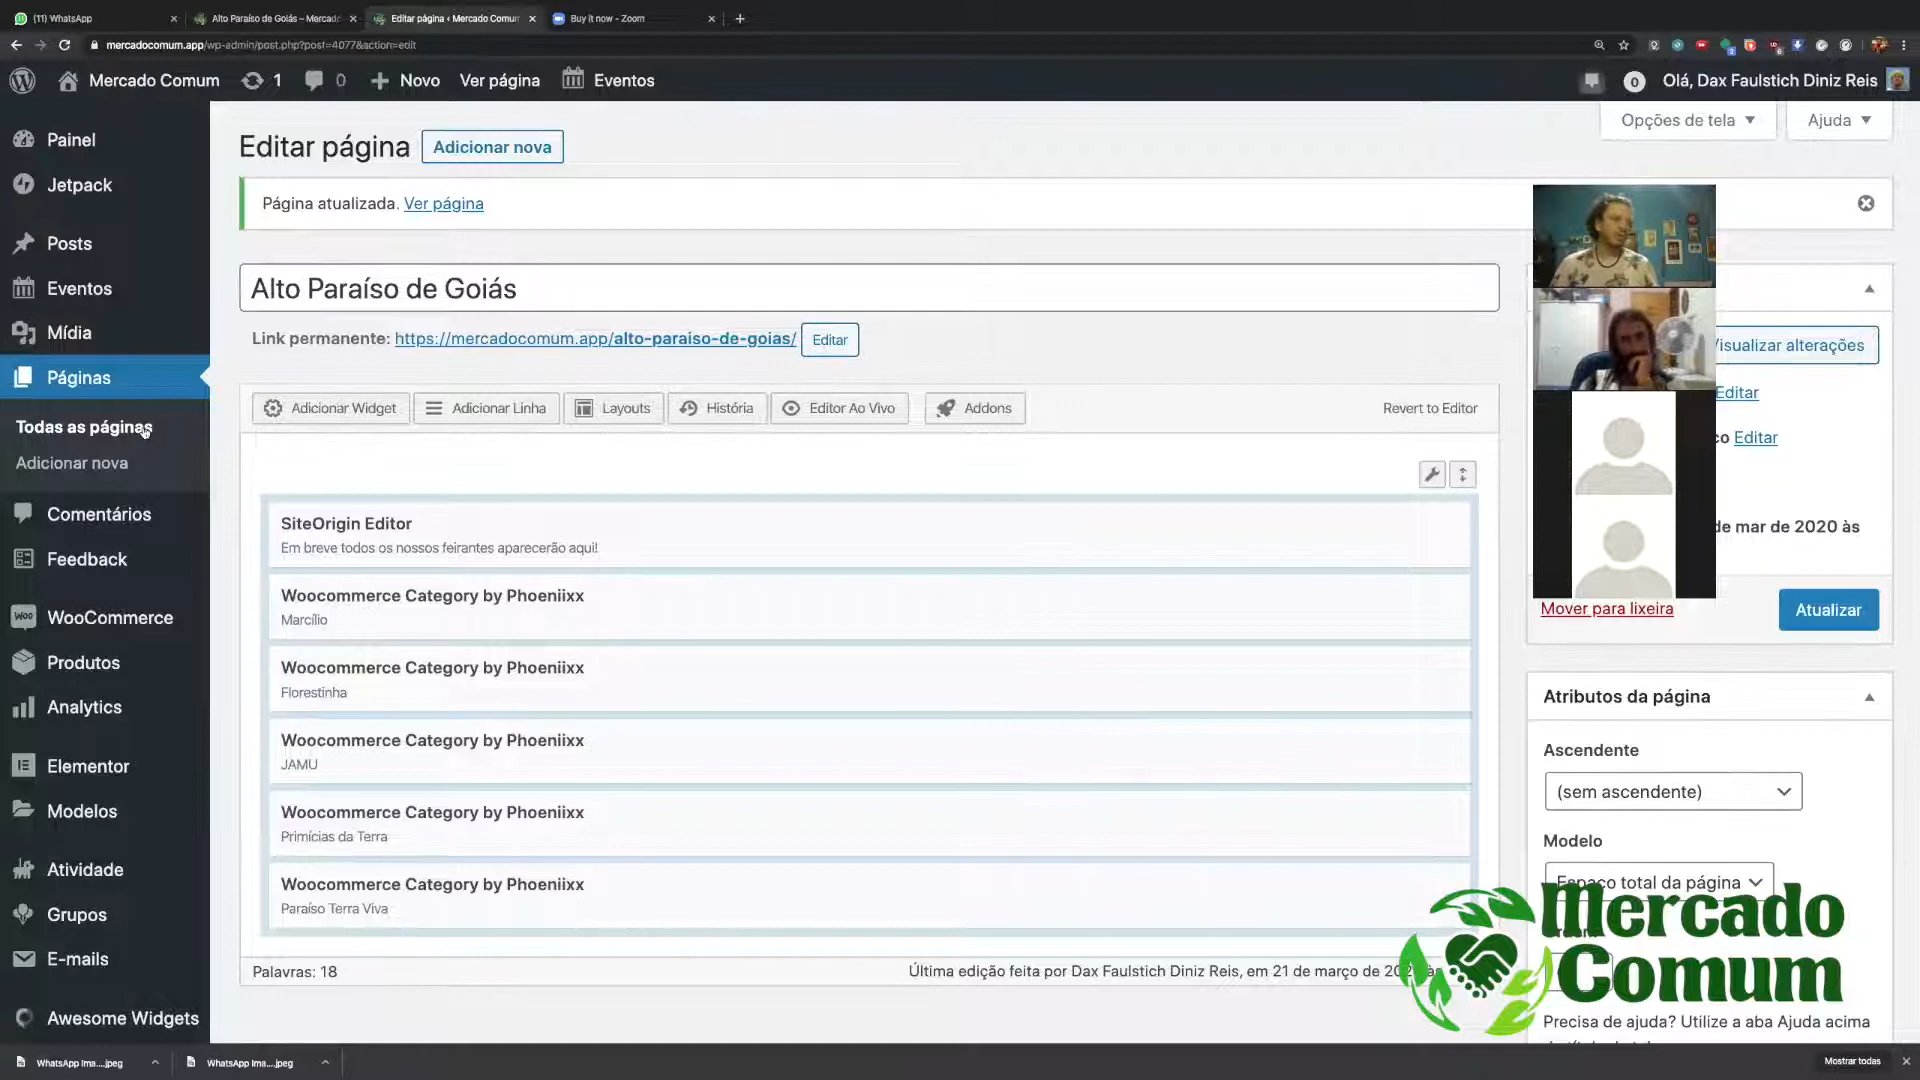 (11) WhatsApp
Alto Paraíso de Goiás – Mercado
Editar página ‹ Mercado Comum
Buy it now - Zoom
mercadocomum.app/wp-admin/post.php?post=4077&action=edit
Mercado Comum
1
0
Novo
Ver página
Eventos
0
Olá, Dax Faulstich Diniz Reis
Painel
Jetpack
Posts
Eventos
Mídia
Páginas
Todas as páginas
Adicionar nova
Comentários
Feedback
WooCommerce
Produtos
Analytics
Elementor
Modelos
Atividade
Grupos
E-mails
Awesome Widgets
Opções de tela
Ajuda
Editar página
Adicionar nova
Página atualizada. Ver página
Alto Paraíso de Goiás
Link permanente: https://mercadocomum.app/alto-paraiso-de-goias/ Editar
Adicionar Widget
Adicionar Linha
Layouts
História
Editor Ao Vivo
Addons
Revert to Editor
SiteOrigin Editor
Em breve todos os nossos feirantes aparecerão aqui!
Woocommerce Category by Phoeniixx
Marcílio
Woocommerce Category by Phoeniixx
Florestinha
Woocommerce Category by Phoeniixx
JAMU
Woocommerce Category by Phoeniixx
Primícias da Terra
Woocommerce Category by Phoeniixx
Paraíso Terra Viva
Palavras: 18
Última edição feita por Dax Faulstich Diniz Reis, em 21 de março de
Visualizar alterações
Editar
Editar
de mar de 2020 às
Mover para lixeira
Atualizar
Atributos da página
Ascendente
(sem ascendente)
Modelo
Espaço total da página
Mercado
Comum
Precisa de ajuda? Utilize a aba Ajuda acima
WhatsApp Ima....jpeg
WhatsApp Ima....jpeg
Mostrar todas